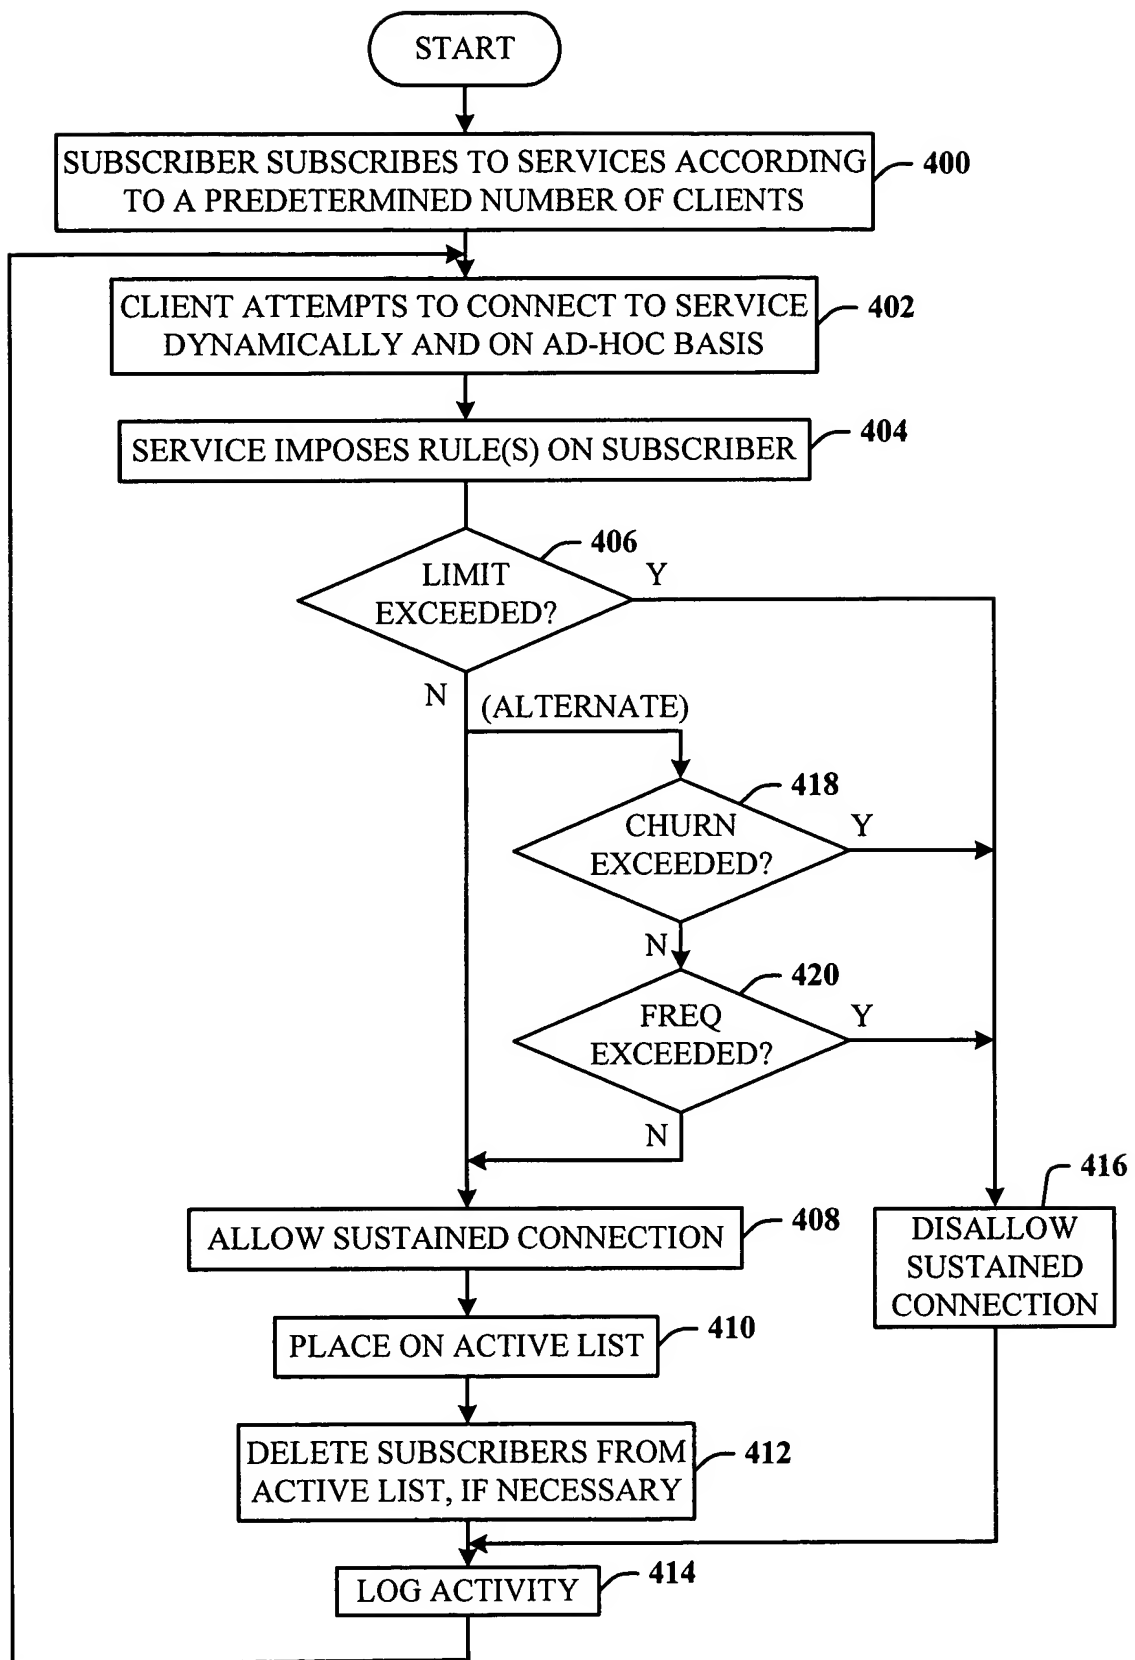 START
SUBSCRIBER SUBSCRIBES TO SERVICES ACCORDING
TO A PREDETERMINED NUMBER OF CLIENTS
400
CLIENT ATTEMPTS TO CONNECT TO SERVICE
DYNAMICALLY AND ON AD-HOC BASIS
402
SERVICE IMPOSES RULE(S) ON SUBSCRIBER
404
406
LIMIT
EXCEEDED?
Y
N
(ALTERNATE)
418
CHURN
EXCEEDED?
Y
N
420
FREQ
EXCEEDED?
Y
N
ALLOW SUSTAINED CONNECTION
408
416
DISALLOW
SUSTAINED
CONNECTION
PLACE ON ACTIVE LIST
410
DELETE SUBSCRIBERS FROM
ACTIVE LIST, IF NECESSARY
412
LOG ACTIVITY
414